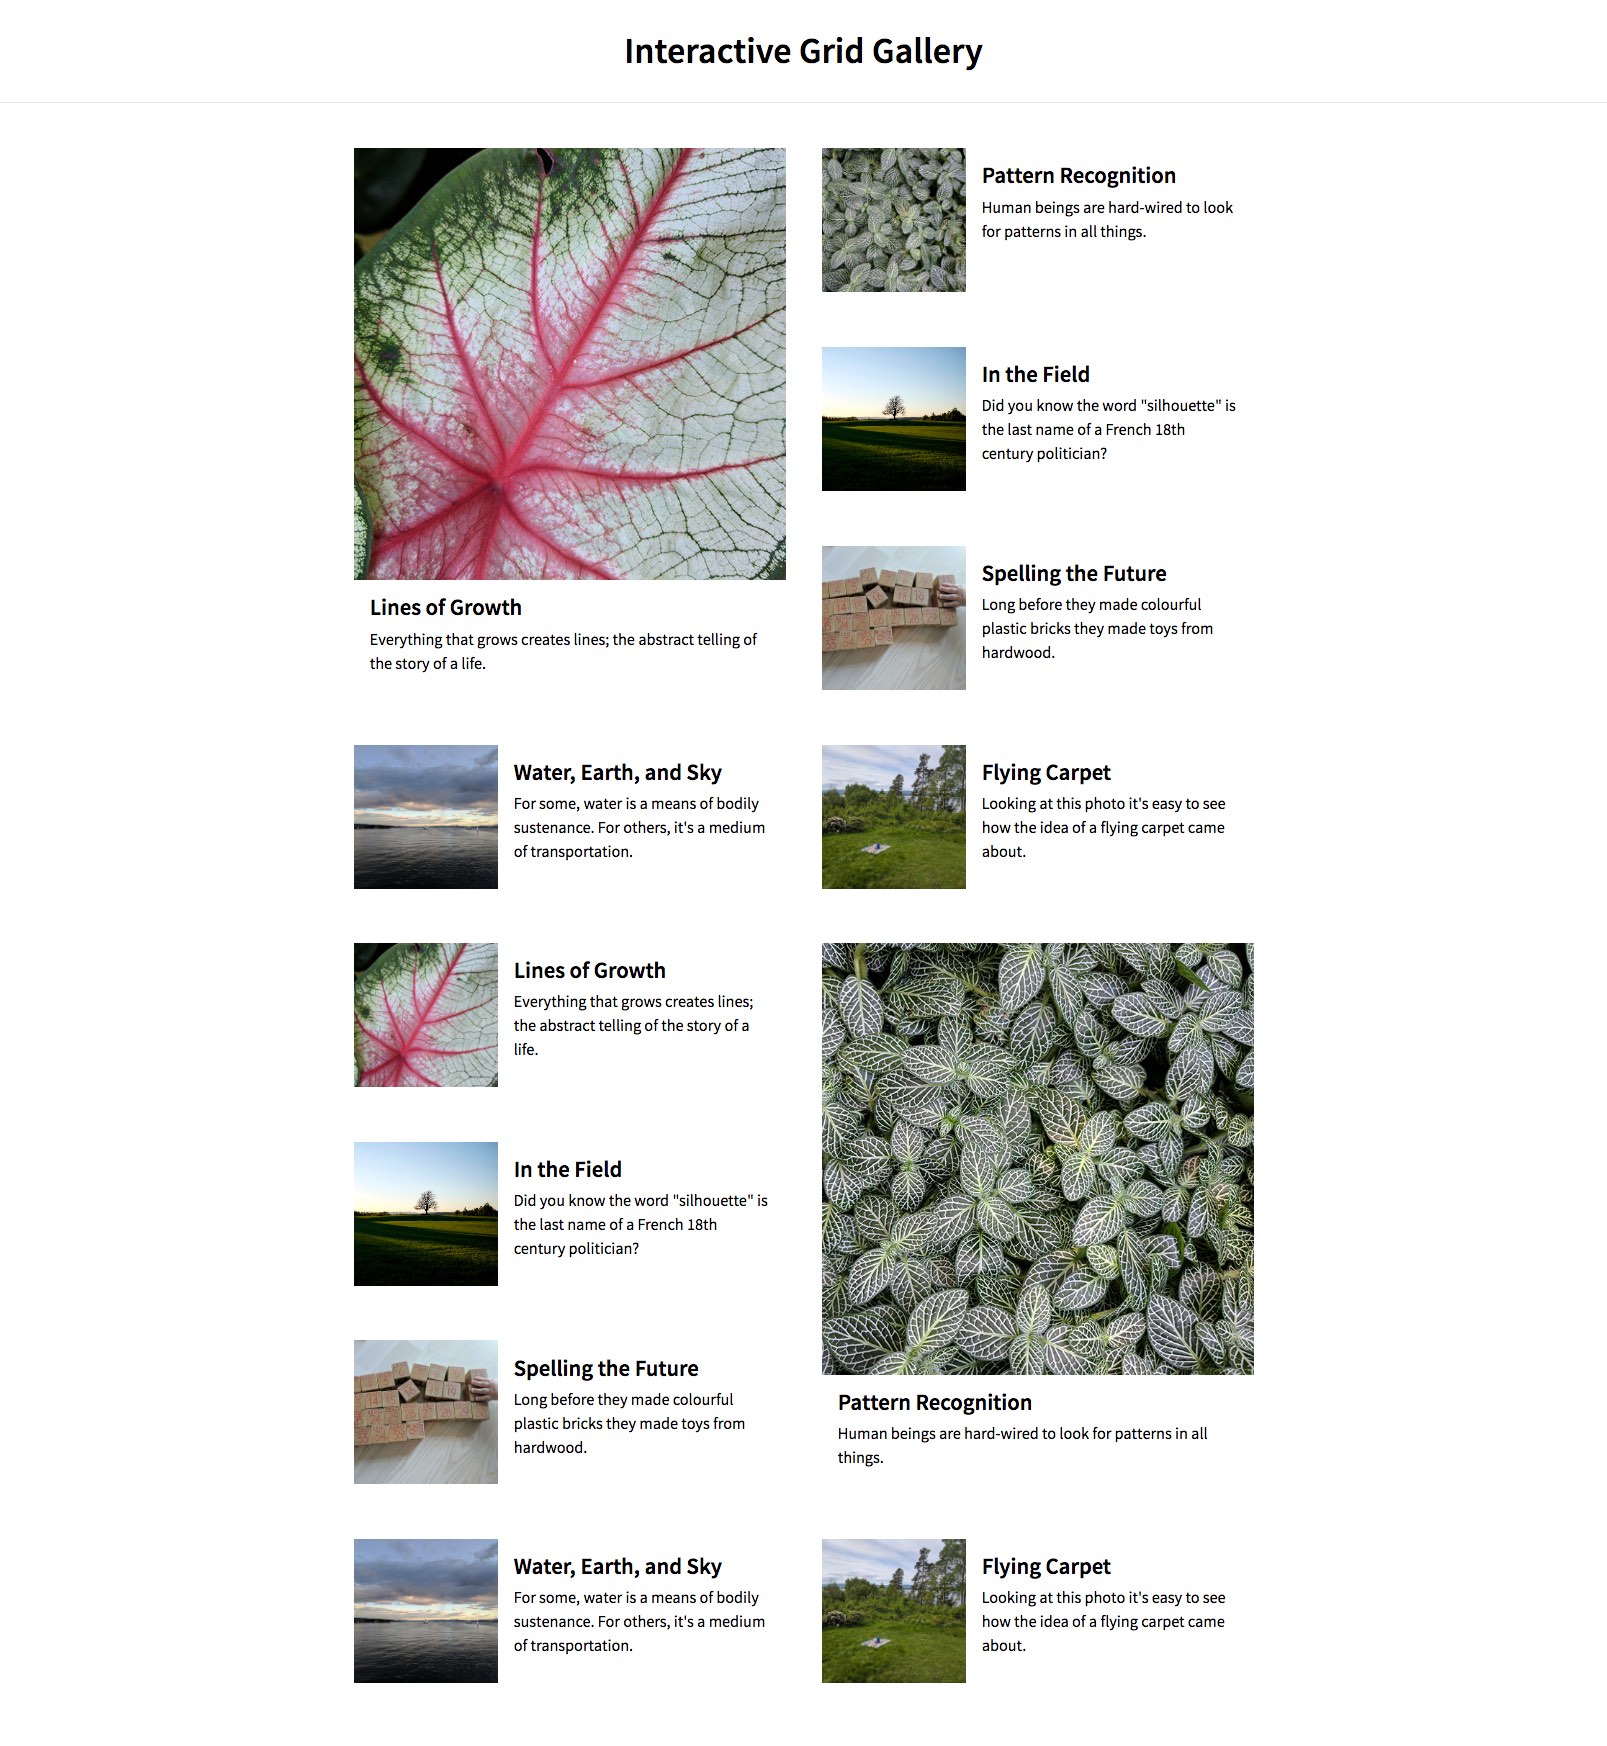 Interactive Grid Gallery
Lines of Growth
Everything that grows creates lines; the abstract telling of
the story of a life.
Pattern Recognition
Human beings are hard-wired to look
for patterns in all things.
In the Field
Did you know the word "silhouette" is
the last name of a French 18th
century politician?
Spelling the Future
Long before they made colourful
plastic bricks they made toys from
hardwood.
Water, Earth, and Sky
For some, water is a means of bodily
sustenance. For others, it's a medium
of transportation.
Flying Carpet
Looking at this photo it's easy to see
how the idea of a flying carpet came
about.
Lines of Growth
Everything that grows creates lines;
the abstract telling of the story of a
life.
In the Field
Did you know the word "silhouette" is
the last name of a French 18th
century politician?
Spelling the Future
Long before they made colourful
plastic bricks they made toys from
hardwood.
Pattern Recognition
Human beings are hard-wired to look for patterns in all
things.
Water, Earth, and Sky
For some, water is a means of bodily
sustenance. For others, it's a medium
of transportation.
Flying Carpet
Looking at this photo it's easy to see
how the idea of a flying carpet came
about.